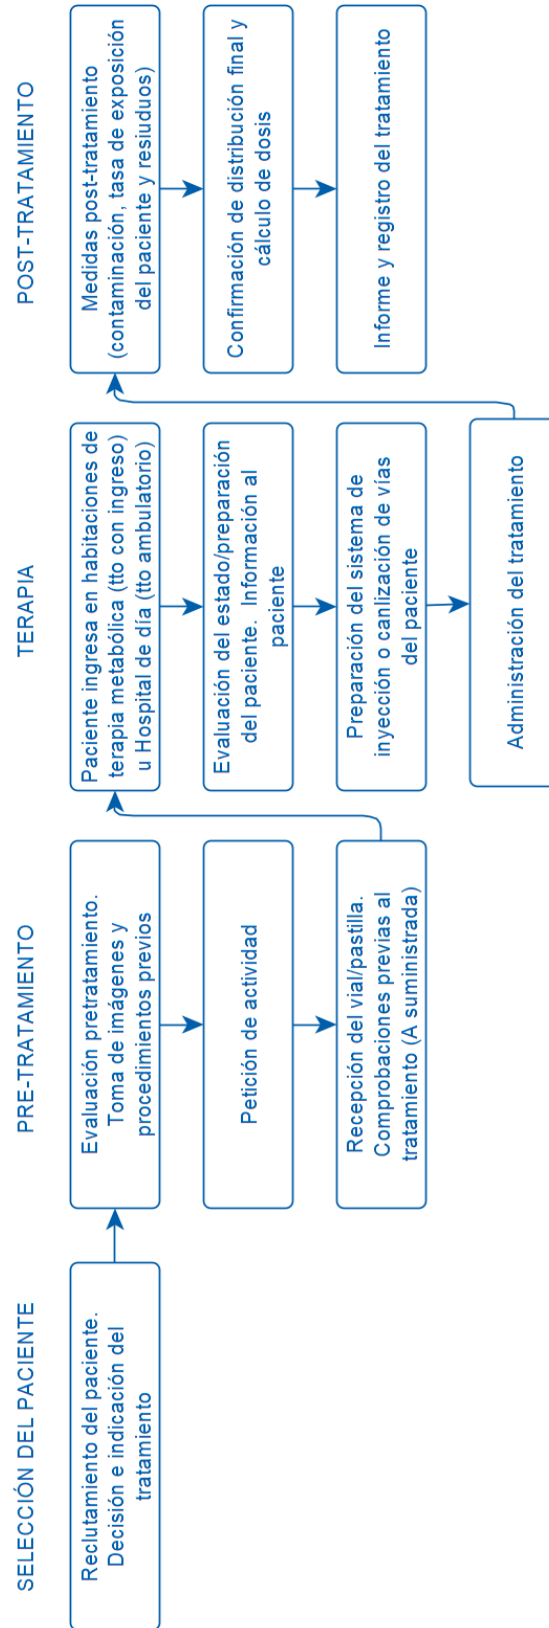 SELECCIÓN DEL PACIENTE
Reclutamiento del paciente.
Decisión e indicación del
tratamiento
PRE-TRATAMIENTO
Evaluación pretratamiento.
Toma de imágenes y
procedimientos previos
Petición de actividad
Recepción del vial/pastilla.
Comprobaciones previas al
tratamiento (A suministrada)
TERAPIA
Paciente ingresa en habitaciones de
terapia metabólica (tto con ingreso)
u Hospital de día (tto ambulatorio)
Evaluación del estado/preparación
del paciente. Información al
paciente
Preparación del sistema de
inyección o canlización de vías
del paciente
Administración del tratamiento
POST-TRATAMIENTO
Medidas post-tratamiento
(contaminación, tasa de exposición
del paciente y resiuduos)
Confirmación de distribución final y
cálculo de dosis
Informe y registro del tratamiento